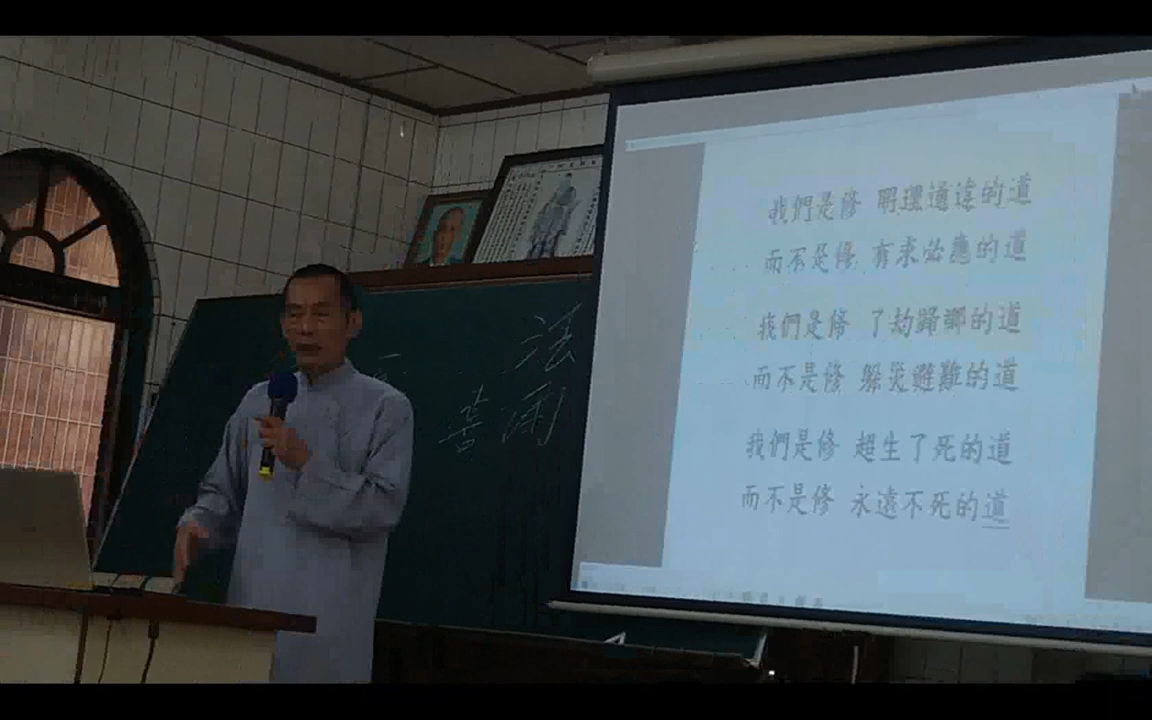 法
善 雨
我們是修 明理道達的道
而不是修 有求必應的道
我們是修 了劫歸鄉的道
而不是修 躲災避難的道
我們是修 超生了死的道
而不是修 永遠不死的道